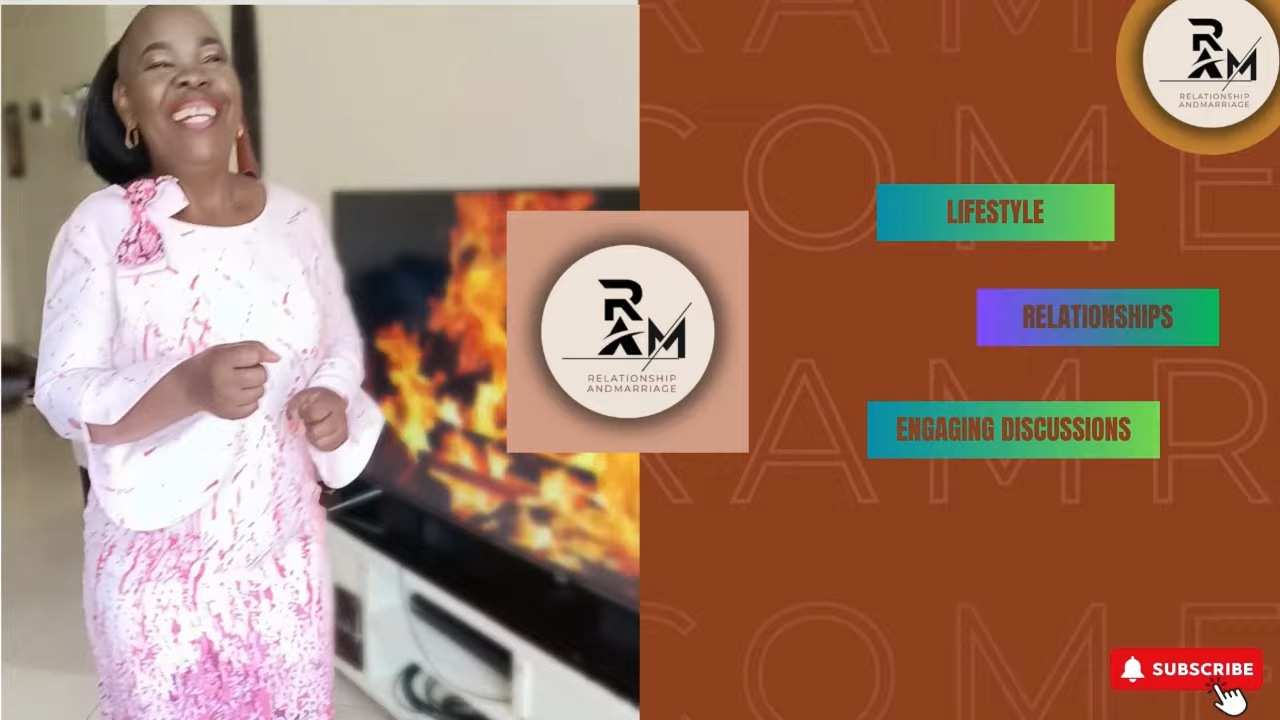 RAM
RELATIONSHIP
ANDMARRIAGE
LIFESTYLE
RELATIONSHIPS
RAM
RELATIONSHIP
ANDMARRIAGE
ENGAGING DISCUSSIONS
SUBSCRIBE